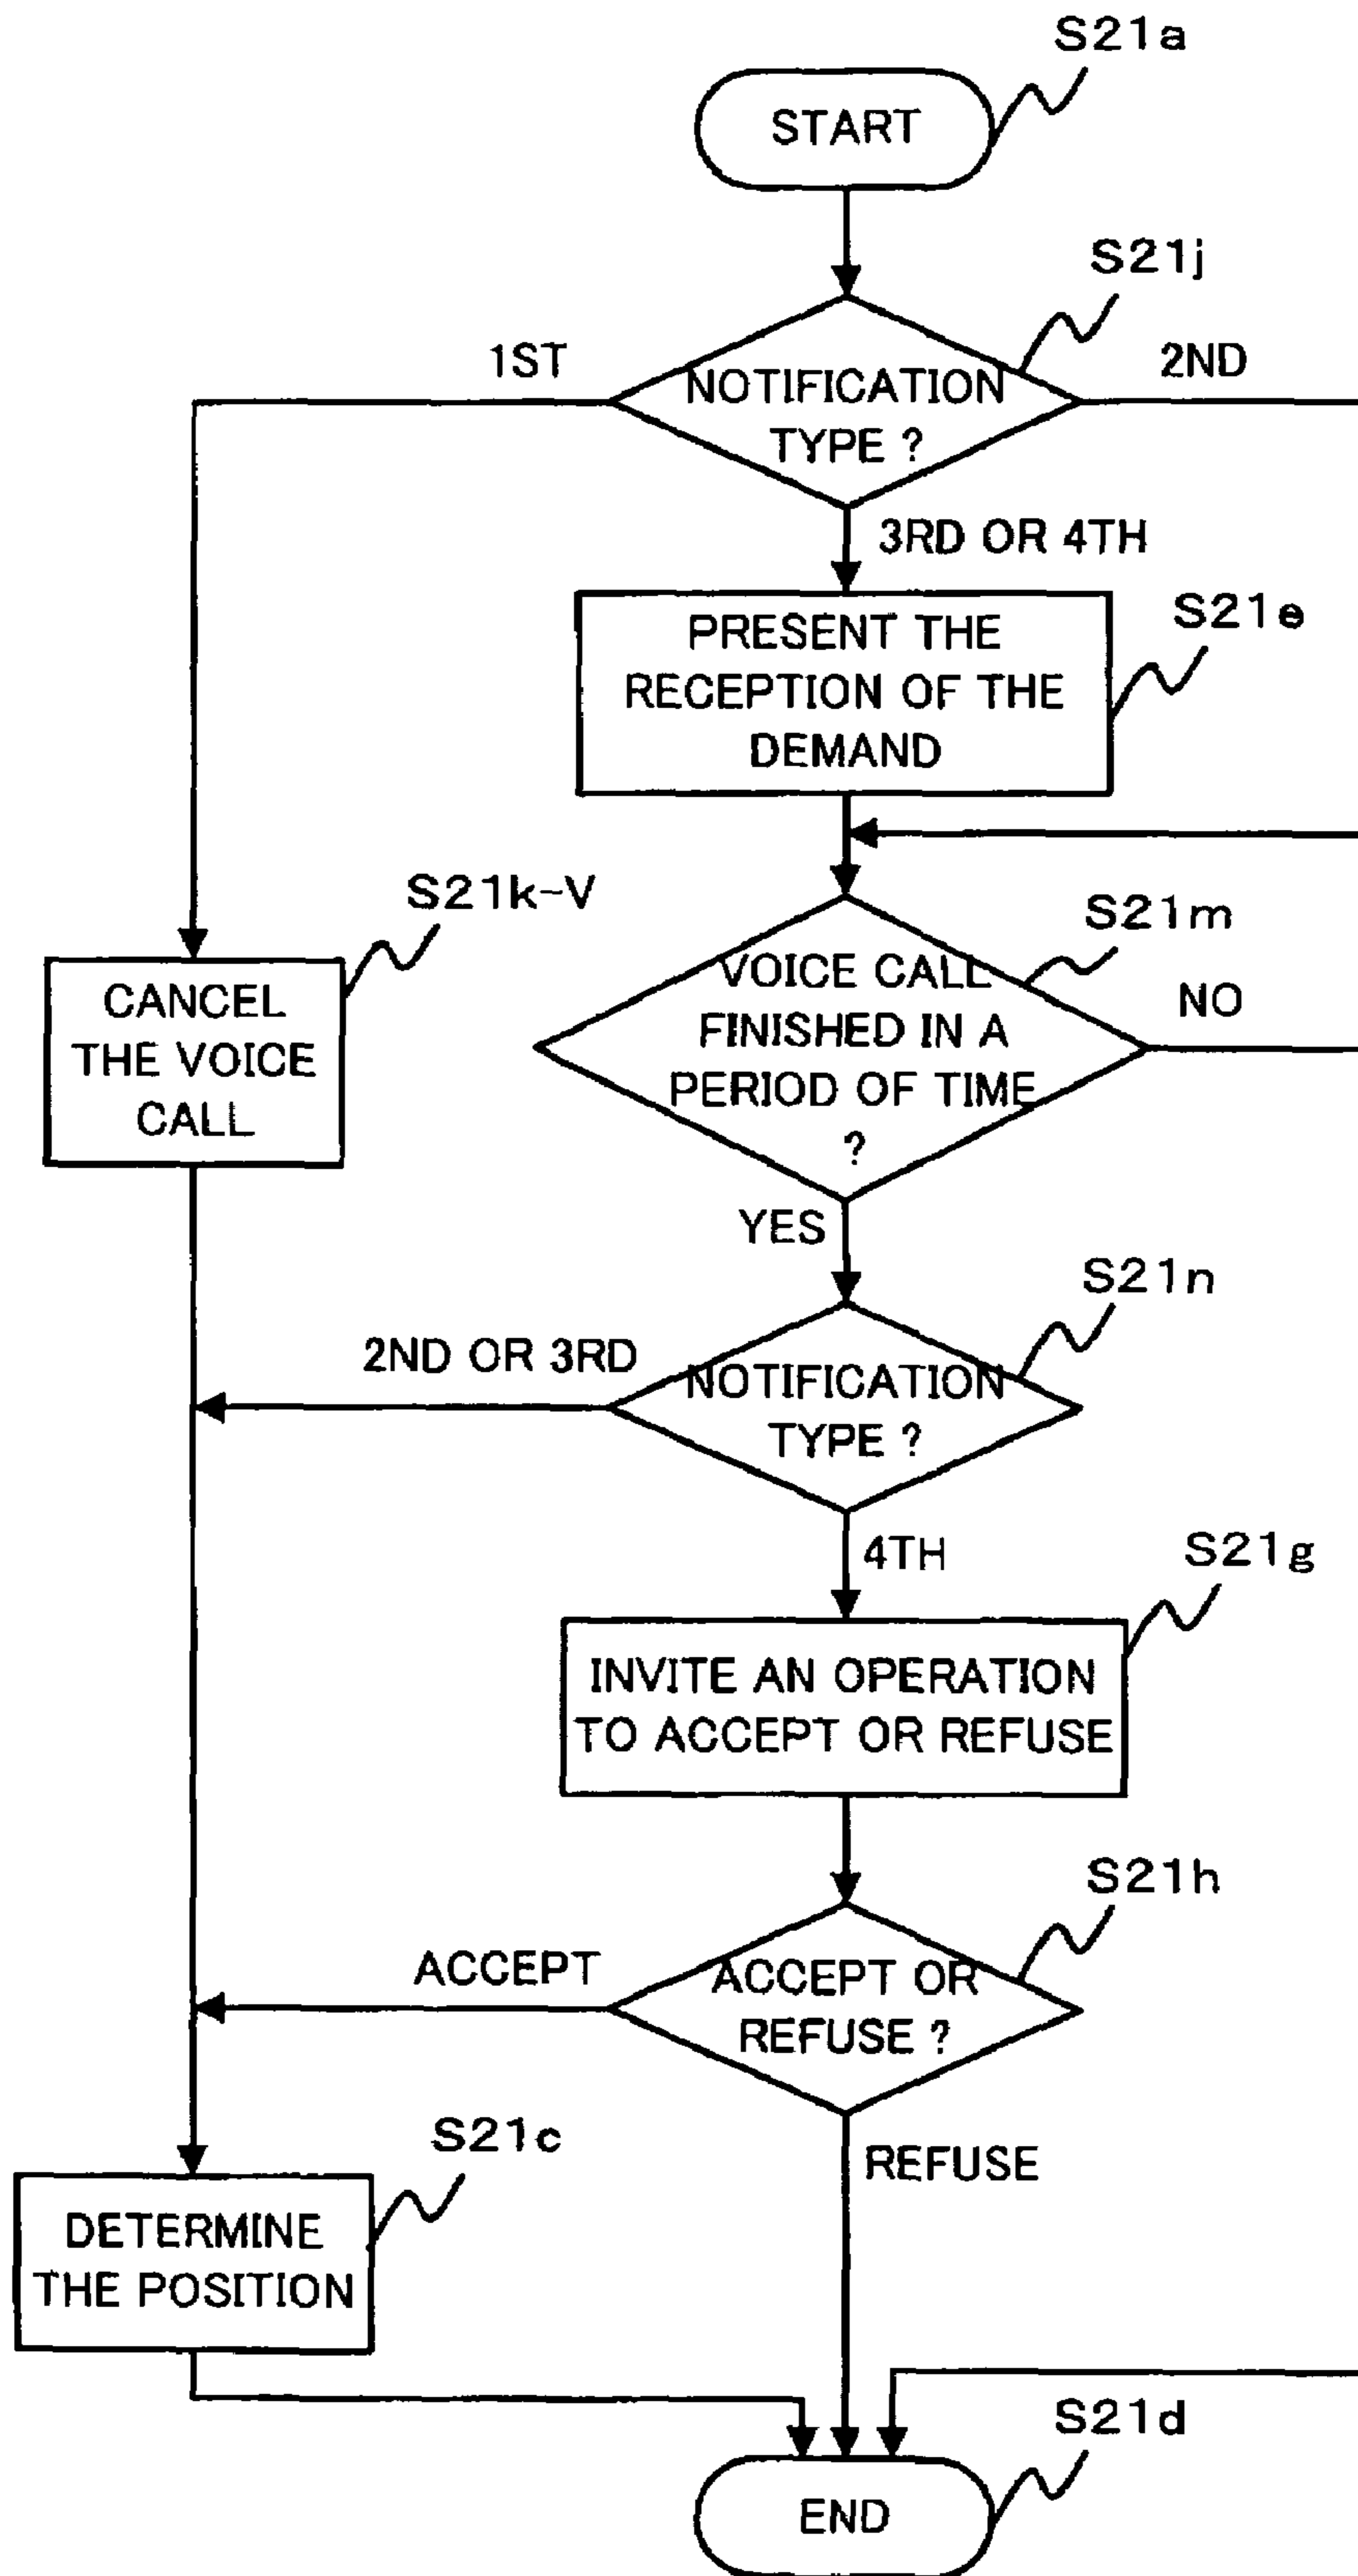 S21a
START
S21j
1ST
2ND
NOTIFICATION
TYPE ?
3RD OR 4TH
S21e
PRESENT THE
RECEPTION OF THE
DEMAND
S21k-V
S21m
CANCEL
THE VOICE
CALL
VOICE CALL
FINISHED IN A
PERIOD OF TIME
?
NO
YES
S21n
2ND OR 3RD
NOTIFICATION
TYPE ?
4TH
S21g
INVITE AN OPERATION
TO ACCEPT OR REFUSE
S21h
ACCEPT
ACCEPT OR
REFUSE ?
S21c
REFUSE
DETERMINE
THE POSITION
S21d
END